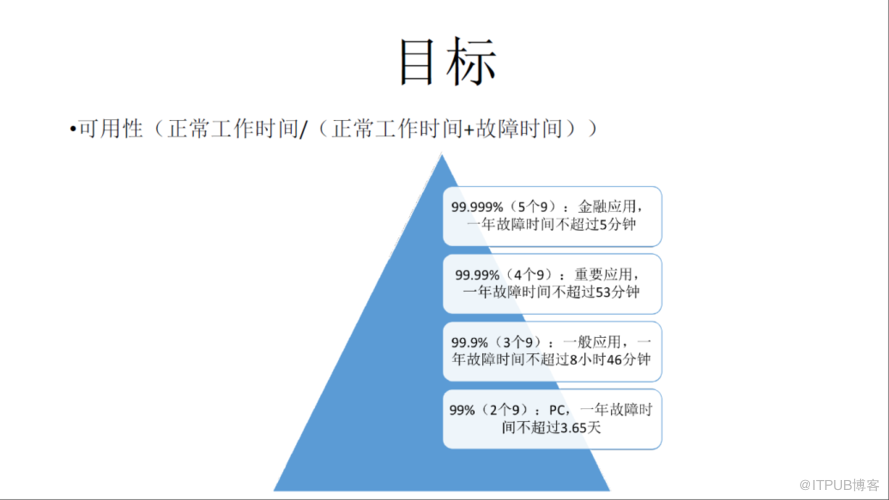 目标
•可用性（正常工作时间/（正常工作时间+故障时间））
99.999%（5个9）：金融应用，
一年故障时间不超过5分钟
99.99%（4个9）：重要应用，
一年故障时间不超过53分钟
99.9%（3个9）：一般应用，一
年故障时间不超过8小时46分钟
99%（2个9）：PC，一年故障时
间不超过3.65天
@ITPUB博客